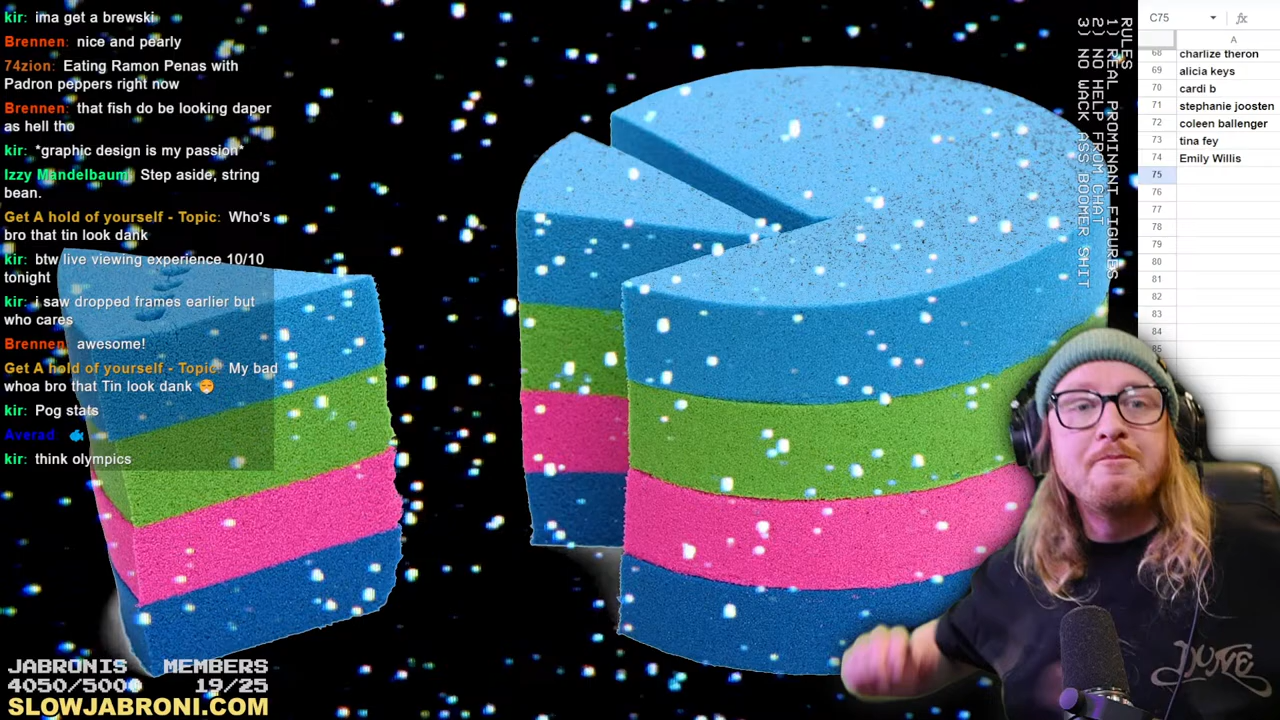 kir: ima get a brewski
Brennen: nice and pearly
74zion: Eating Ramon Penas with
Padron peppers right now
Brennen: that fish do be looking daper
as hell tho
kir: *graphic design is my passion*
Izzy Mandelbaum: Step aside, string
bean.
Get A hold of yourself - Topic: Who's
bro that tin look dank
kir: btw live viewing experience 10/10
tonight
kir: i saw dropped frames earlier but
who cares
Brennen: awesome!
Get A hold of yourself - Topic: My bad
whoa bro that Tin look dank 😁
kir: Pog stats
Averad: 🐟
kir: think olympics
JABRONIS MEMBERS
4050/5000 19/25
SLOWJABRONI.COM
RULES
1) REAL PROMINANT FIGURES
2) NO HELP FROM CHAT
3) NO WACK ASS BOOMER SHIT
C75 fx
A
68 charlize theron
69 alicia keys
70 cardi b
71 stephanie joosten
72 coleen ballenger
73 tina fey
74 Emily Willis
75
76
77
78
79
80
81
82
83
84
85
DUNE